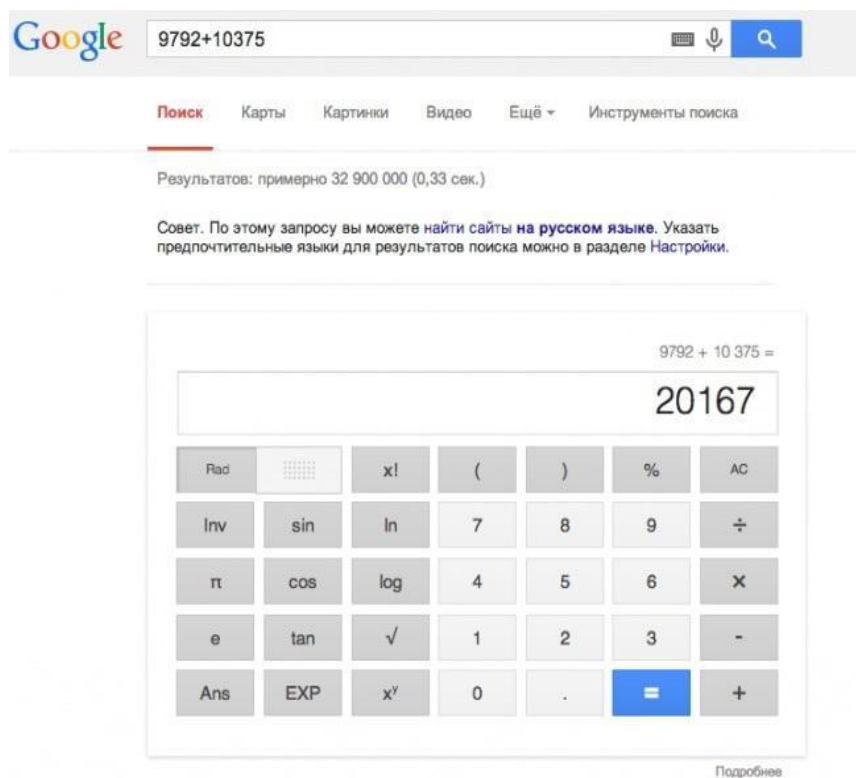 Google 9792+10375
Поиск Карты Картинки Видео Ещё Инструменты поиска
Результатов: примерно 32 900 000 (0,33 сек.)
Совет. По этому запросу вы можете найти сайты на русском языке. Указать
предпочтительные языки для результатов поиска можно в разделе Настройки.
9792 + 10 375 =
20167
Rad x! ( ) % AC
Inv sin ln 7 8 9 ÷
π cos log 4 5 6 ×
e tan √ 1 2 3 -
Ans EXP xʸ 0 . = +
Подробнее